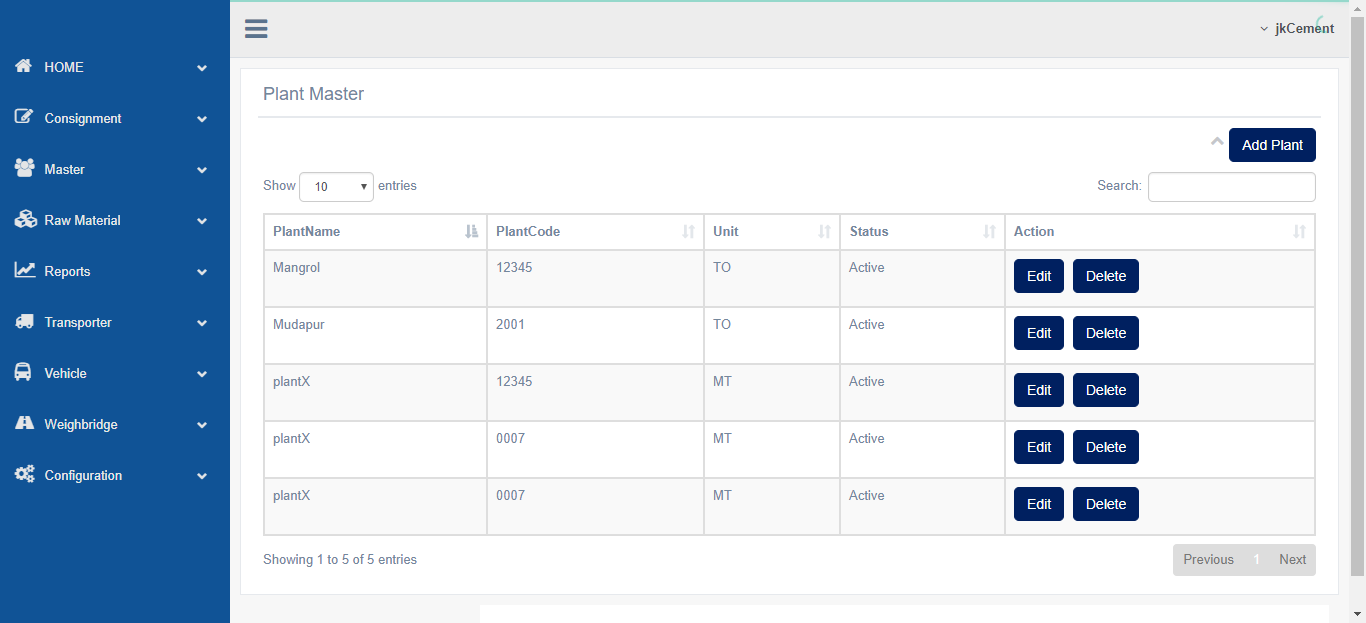 jkCement
HOME
Consignment
Master
Raw Material
Reports
Transporter
Vehicle
Weighbridge
Configuration
Plant Master
Add Plant
Show 10 entries Search:
PlantName PlantCode Unit Status Action
Mangrol 12345 TO Active Edit Delete
Mudapur 2001 TO Active Edit Delete
plantX 12345 MT Active Edit Delete
plantX 0007 MT Active Edit Delete
plantX 0007 MT Active Edit Delete
Showing 1 to 5 of 5 entries Previous 1 Next